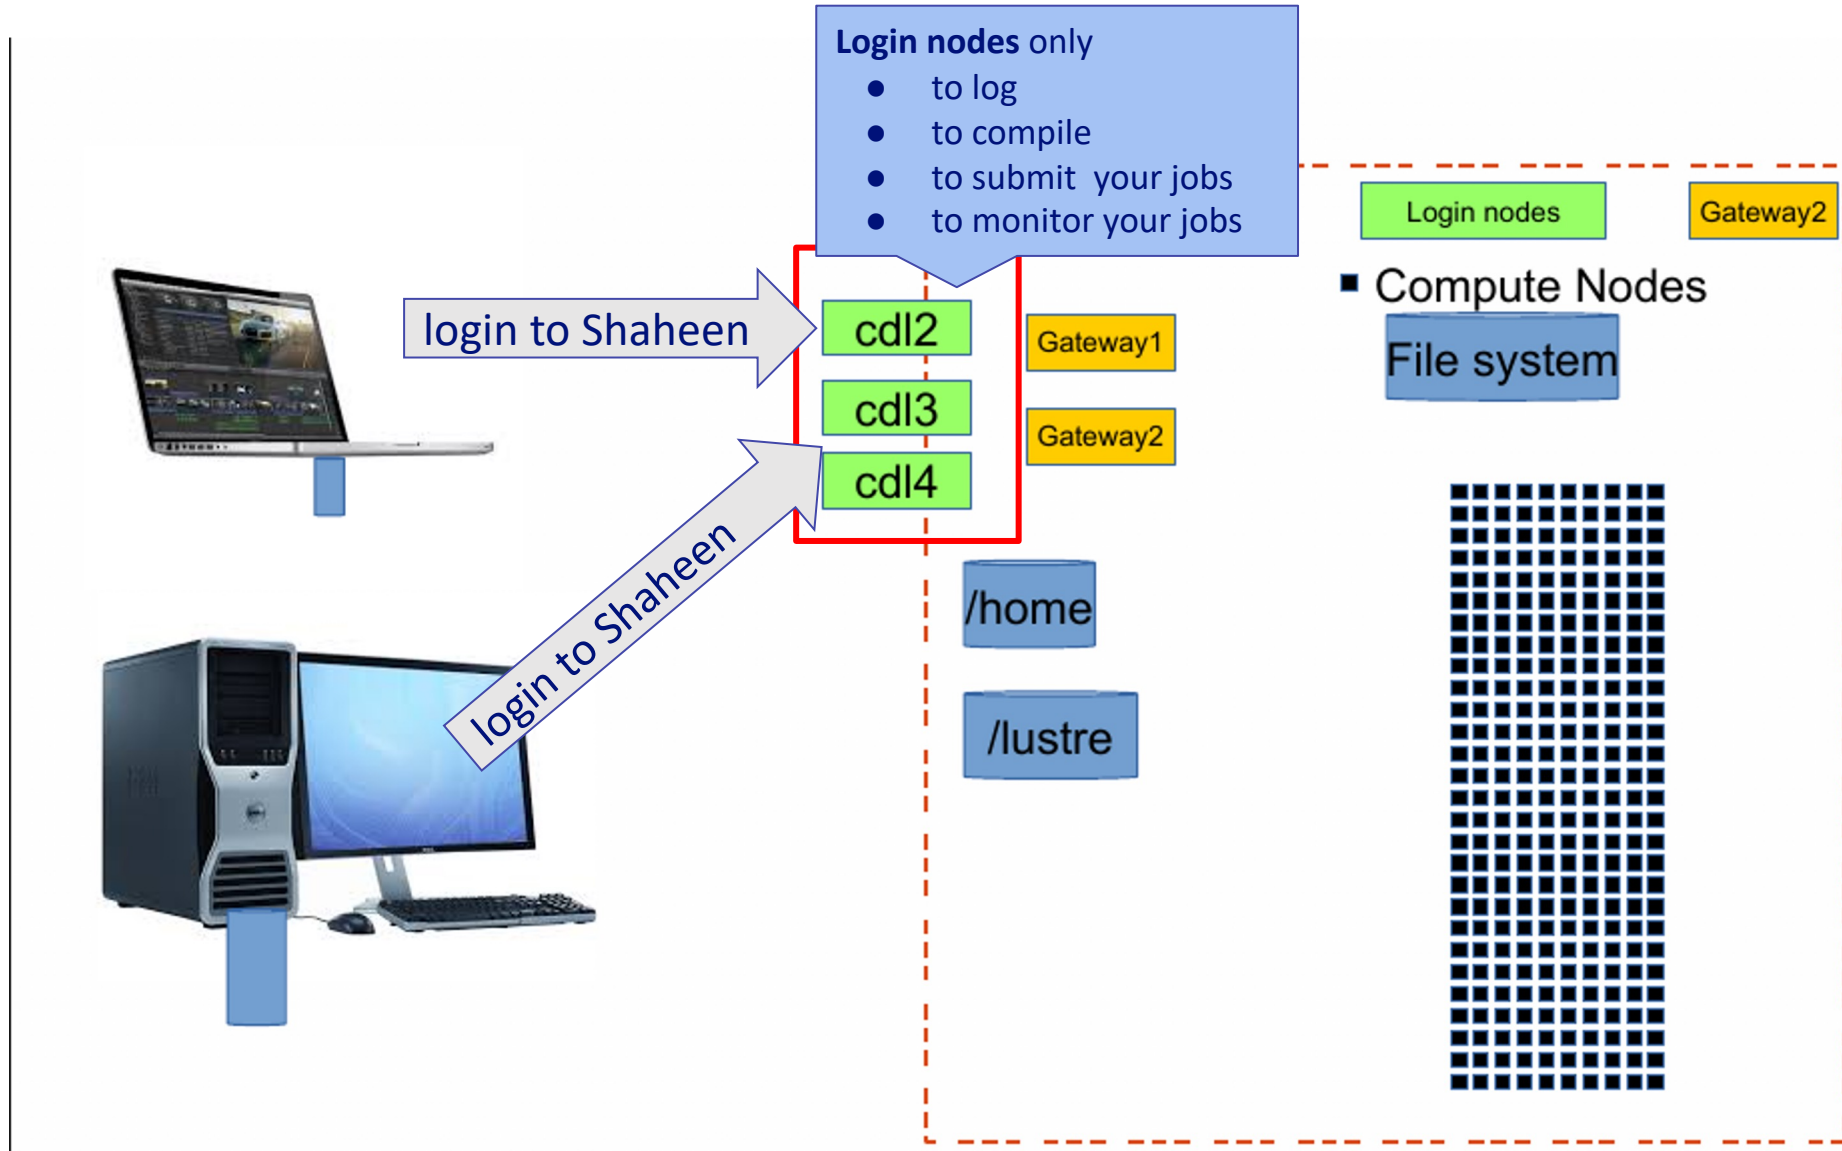 Login nodes only
● to log
● to compile
● to submit your jobs
● to monitor your jobs
Login nodes
Gateway2
▪ Compute Nodes
File system
login to Shaheen
cdl2
cdl3
cdl4
Gateway1
Gateway2
login to Shaheen
/home
/lustre